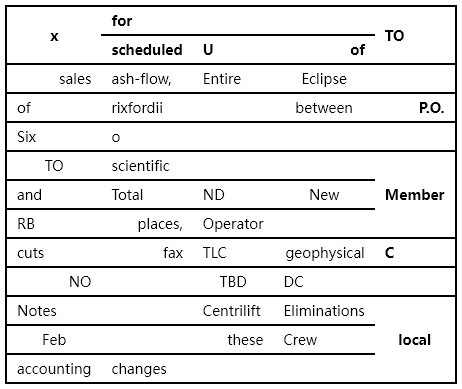 x for TO
scheduled U of
sales ash-flow, Entire Eclipse
of rixfordii between P.O.
Six o
TO scientific
and Total ND New Member
RB places, Operator
cuts fax TLC geophysical C
NO TBD DC
Notes Centrilift Eliminations
Feb these Crew local
accounting changes